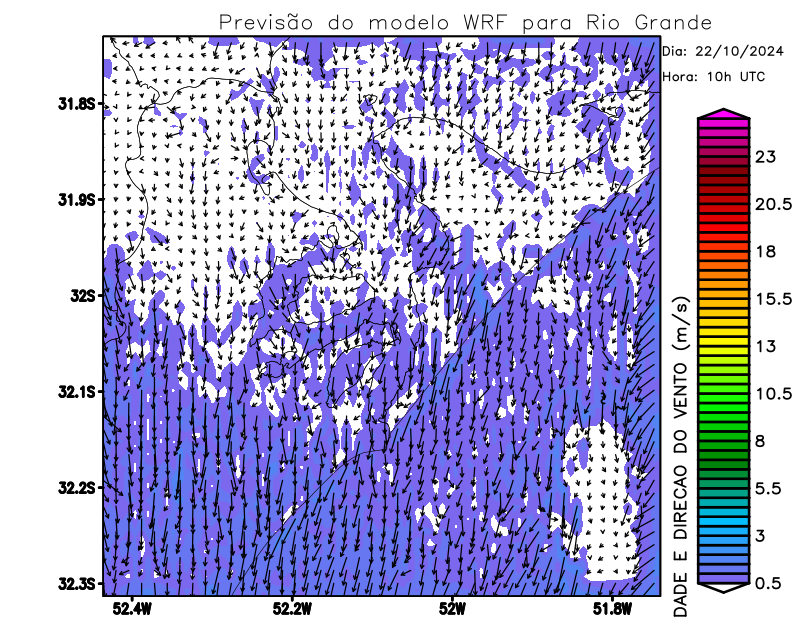 Previsão do modelo WRF para Rio Grande
Dia: 22/10/2024
Hora: 10h UTC
31.8S
31.9S
32S
32.1S
32.2S
32.3S
52.4W
52.2W
52W
51.8W
DADE E DIRECAO DO VENTO (m/s)
23
20.5
18
15.5
13
10.5
8
5.5
3
0.5